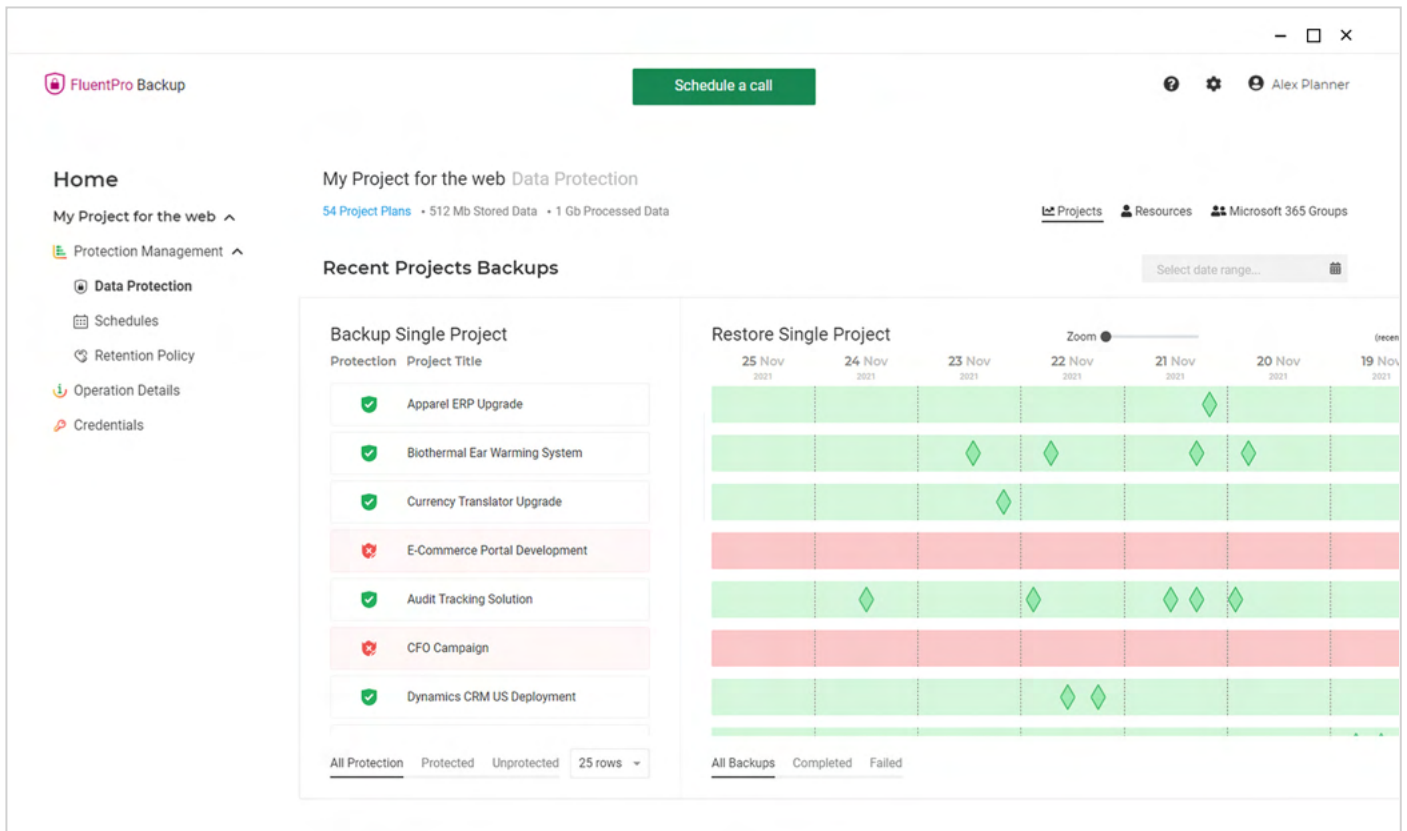 FluentPro Backup
Schedule a call
Alex Planner
Home
My Project for the web
Protection Management
Data Protection
Schedules
Retention Policy
Operation Details
Credentials
My Project for the web Data Protection
54 Project Plans • 512 Mb Stored Data • 1 Gb Processed Data
Projects Resources Microsoft 365 Groups
Recent Projects Backups
Select date range...
Backup Single Project
Protection Project Title
Apparel ERP Upgrade
Biothermal Ear Warming System
Currency Translator Upgrade
E-Commerce Portal Development
Audit Tracking Solution
CFO Campaign
Dynamics CRM US Deployment
All Protection Protected Unprotected 25 rows
Restore Single Project
Zoom
25 Nov 24 Nov 23 Nov 22 Nov 21 Nov 20 Nov 19 Nov
2021 2021 2021 2021 2021 2021 2021
All Backups Completed Failed